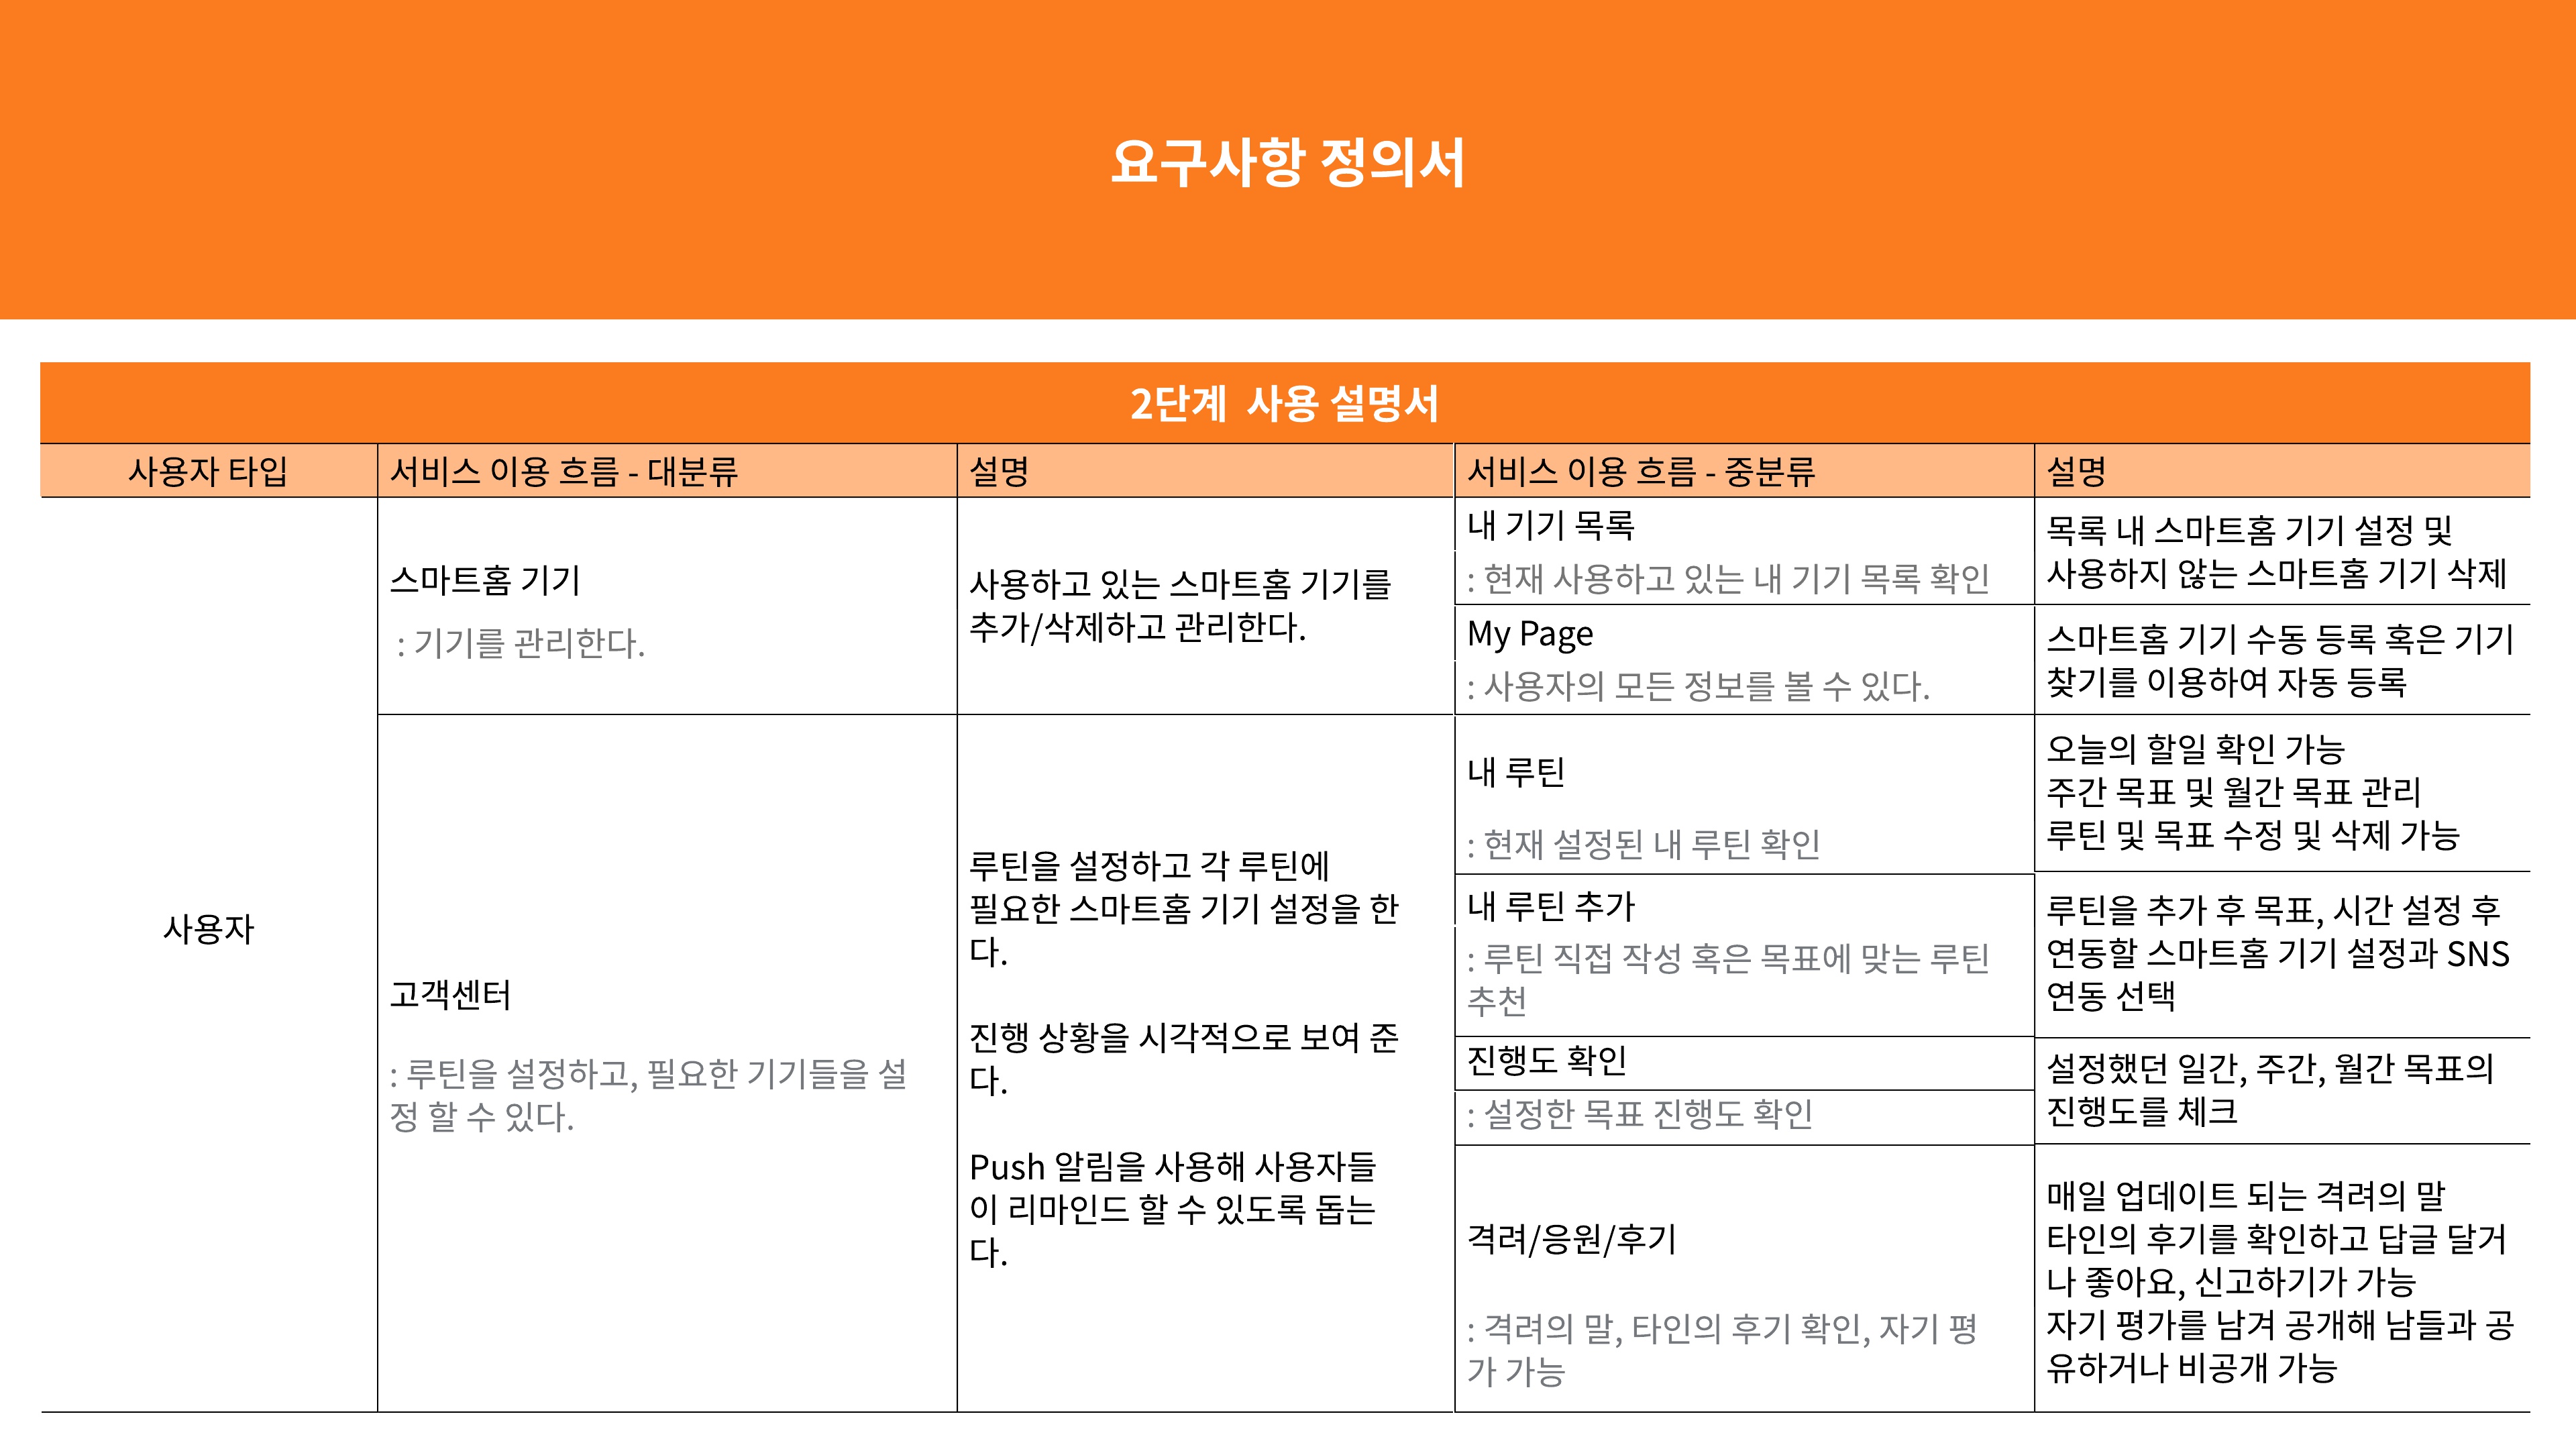 요구사항 정의서
2단계 사용 설명서
사용자 타입
서비스 이용 흐름 - 대분류
설명
서비스 이용 흐름 - 중분류
설명
사용자
스마트홈 기기
: 기기를 관리한다.
사용하고 있는 스마트홈 기기를
추가/삭제하고 관리한다.
내 기기 목록
: 현재 사용하고 있는 내 기기 목록 확인
목록 내 스마트홈 기기 설정 및
사용하지 않는 스마트홈 기기 삭제
My Page
: 사용자의 모든 정보를 볼 수 있다.
스마트홈 기기 수동 등록 혹은 기기
찾기를 이용하여 자동 등록
고객센터
: 루틴을 설정하고, 필요한 기기들을 설
정 할 수 있다.
루틴을 설정하고 각 루틴에
필요한 스마트홈 기기 설정을 한
다.
진행 상황을 시각적으로 보여 준
다.
Push 알림을 사용해 사용자들
이 리마인드 할 수 있도록 돕는
다.
내 루틴
: 현재 설정된 내 루틴 확인
오늘의 할일 확인 가능
주간 목표 및 월간 목표 관리
루틴 및 목표 수정 및 삭제 가능
내 루틴 추가
: 루틴 직접 작성 혹은 목표에 맞는 루틴
추천
루틴을 추가 후 목표, 시간 설정 후
연동할 스마트홈 기기 설정과 SNS
연동 선택
진행도 확인
: 설정한 목표 진행도 확인
설정했던 일간, 주간, 월간 목표의
진행도를 체크
격려/응원/후기
: 격려의 말, 타인의 후기 확인, 자기 평
가 가능
매일 업데이트 되는 격려의 말
타인의 후기를 확인하고 답글 달거
나 좋아요, 신고하기가 가능
자기 평가를 남겨 공개해 남들과 공
유하거나 비공개 가능